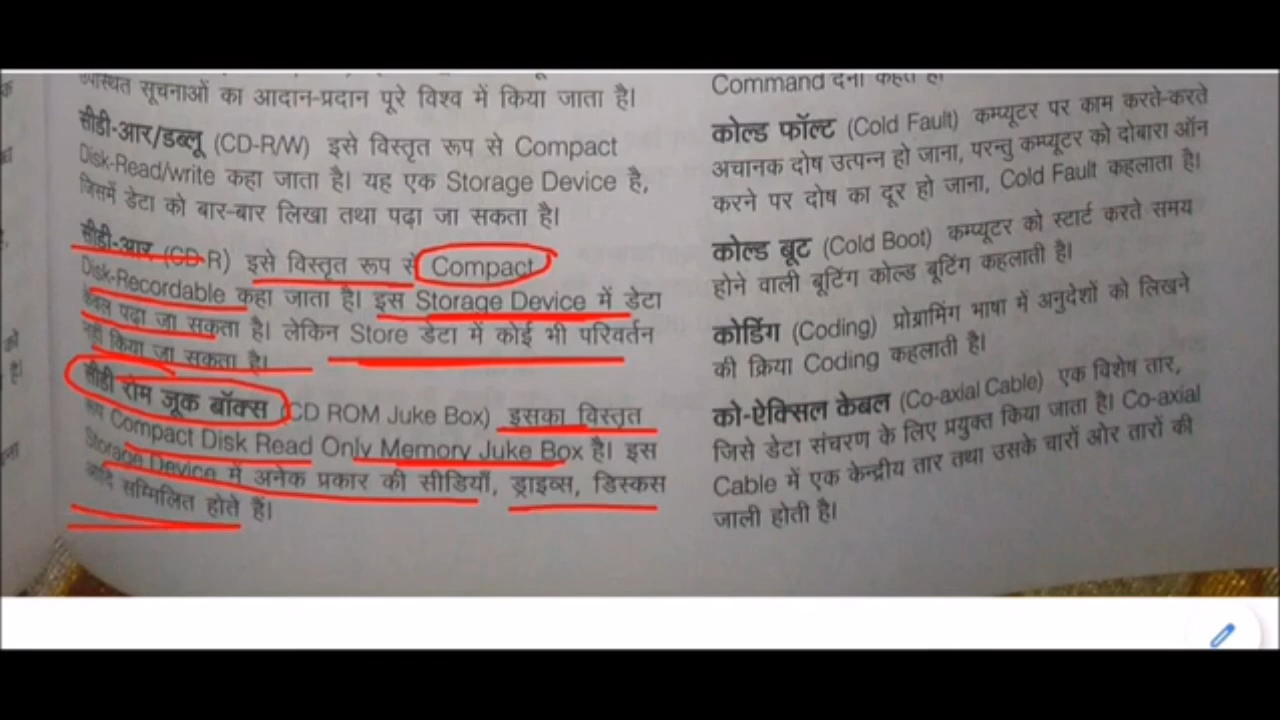 उपस्थित सूचनाओं का आदान-प्रदान पूरे विश्व में किया जाता है।
सीडी-आर/डब्लू (CD-R/W) इसे विस्तृत रूप से Compact
Disk-Read/write कहा जाता है। यह एक Storage Device है,
जिसमें डेटा को बार-बार लिखा तथा पढ़ा जा सकता है।
सीडी-आर (CD-R) इसे विस्तृत रूप से Compact
Disk-Recordable कहा जाता है। इस Storage Device में डेटा
केवल पढ़ा जा सकता है। लेकिन Store डेटा में कोई भी परिवर्तन
नहीं किया जा सकता है।
सीडी रोम जूक बॉक्स (CD ROM Juke Box) इसका विस्तृत
रूप Compact Disk Read Only Memory Juke Box है। इस
Storage Device में अनेक प्रकार की सीडियाँ, ड्राइव्स, डिस्कस
आदि सम्मिलित होते हैं।
Command देना कहते हैं।
कोल्ड फॉल्ट (Cold Fault) कम्प्यूटर पर काम करते-करते
अचानक दोष उत्पन्न हो जाना, परन्तु कम्प्यूटर को दोबारा ऑन
करने पर दोष का दूर हो जाना, Cold Fault कहलाता है।
कोल्ड बूट (Cold Boot) कम्प्यूटर को स्टार्ट करते समय
होने वाली बूटिंग कोल्ड बूटिंग कहलाती है।
कोर्डिंग (Coding) प्रोग्रामिंग भाषा में अनुदेशों को लिखने
की क्रिया Coding कहलाती है।
को-ऐक्सिल केबल (Co-axial Cable) एक विशेष तार,
जिसे डेटा संचरण के लिए प्रयुक्त किया जाता है। Co-axial
Cable में एक केन्द्रीय तार तथा उसके चारों ओर तारों की
जाली होती है।